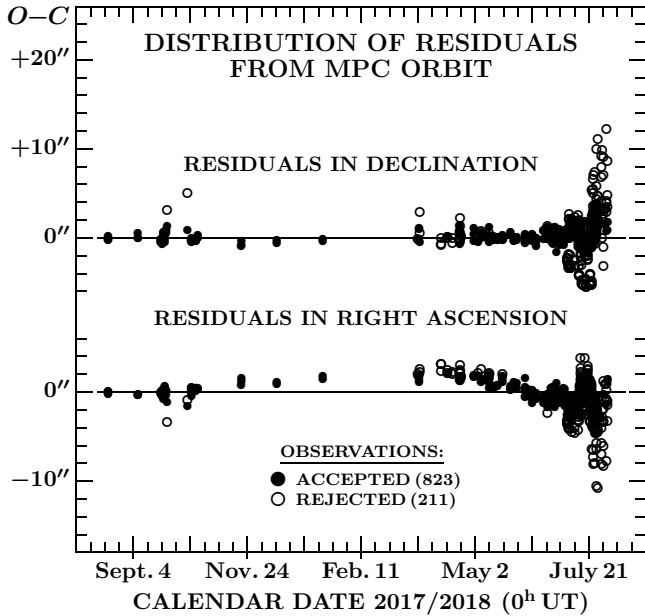 O–C
DISTRIBUTION OF RESIDUALS
FROM MPC ORBIT
+20″
+10″
RESIDUALS IN DECLINATION
0″
RESIDUALS IN RIGHT ASCENSION
0″
OBSERVATIONS:
ACCEPTED (823)
−10″
REJECTED (211)
Sept. 4 Nov. 24 Feb. 11 May 2 July 21
CALENDAR DATE 2017/2018 (0ʰ UT)